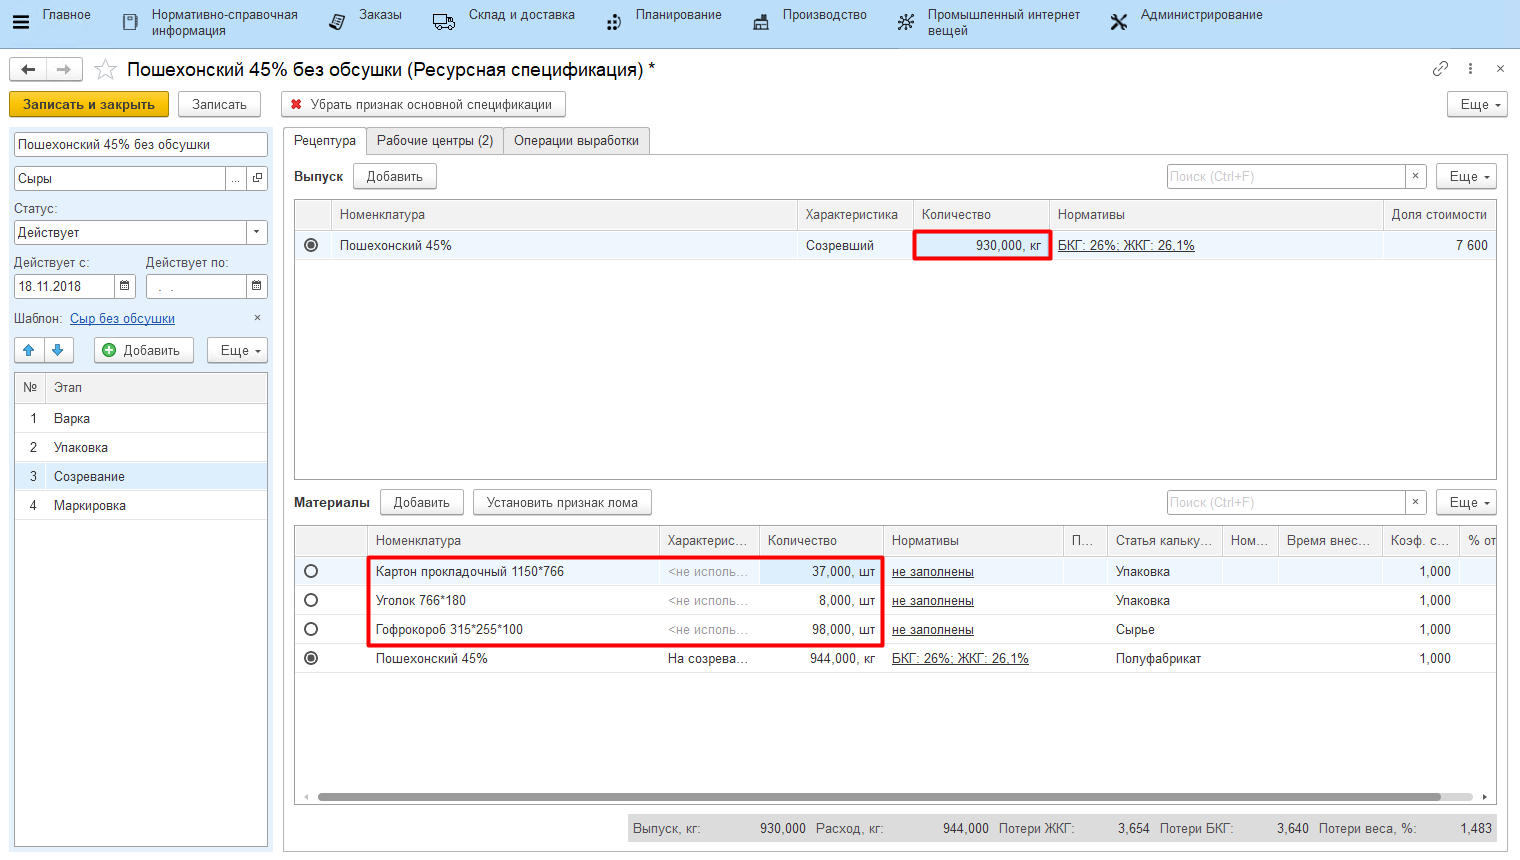 Главное
Нормативно-справочная информация
Заказы
Склад и доставка
Планирование
Производство
Промышленный интернет вещей
Администрирование
Пошехонский 45% без обсушки (Ресурсная спецификация) *
Записать и закрыть
Записать
Убрать признак основной спецификации
Еще
Пошехонский 45% без обсушки
Сыры
...
Статус:
Действует
Действует с: Действует по:
18.11.2018 . .
Шаблон: Сыр без обсушки ×
Добавить
Еще
№ Этап
1 Варка
2 Упаковка
3 Созревание
4 Маркировка
Рецептура
Рабочие центры (2)
Операции выработки
Выпуск
Добавить
Поиск (Ctrl+F) ×
Еще
Номенклатура Характеристика Количество Нормативы Доля стоимости
Пошехонский 45% Созревший 930,000, кг БКГ: 26%; ЖКГ: 26,1% 7 600
Материалы
Добавить
Установить признак лома
Поиск (Ctrl+F) ×
Еще
Номенклатура Характерис... Количество Нормативы П... Статья кальку... Ном... Время внес... Коэф. с... % от
Картон прокладочный 1150*766 <не исполь... 37,000, шт не заполнены Упаковка 1,000
Уголок 766*180 <не исполь... 8,000, шт не заполнены Упаковка 1,000
Гофрокороб 315*255*100 <не исполь... 98,000, шт не заполнены Сырье 1,000
Пошехонский 45% На созрева... 944,000, кг БКГ: 26%; ЖКГ: 26,1% Полуфабрикат 1,000
Выпуск, кг: 930,000 Расход, кг: 944,000 Потери ЖКГ: 3,654 Потери БКГ: 3,640 Потери веса, %: 1,483